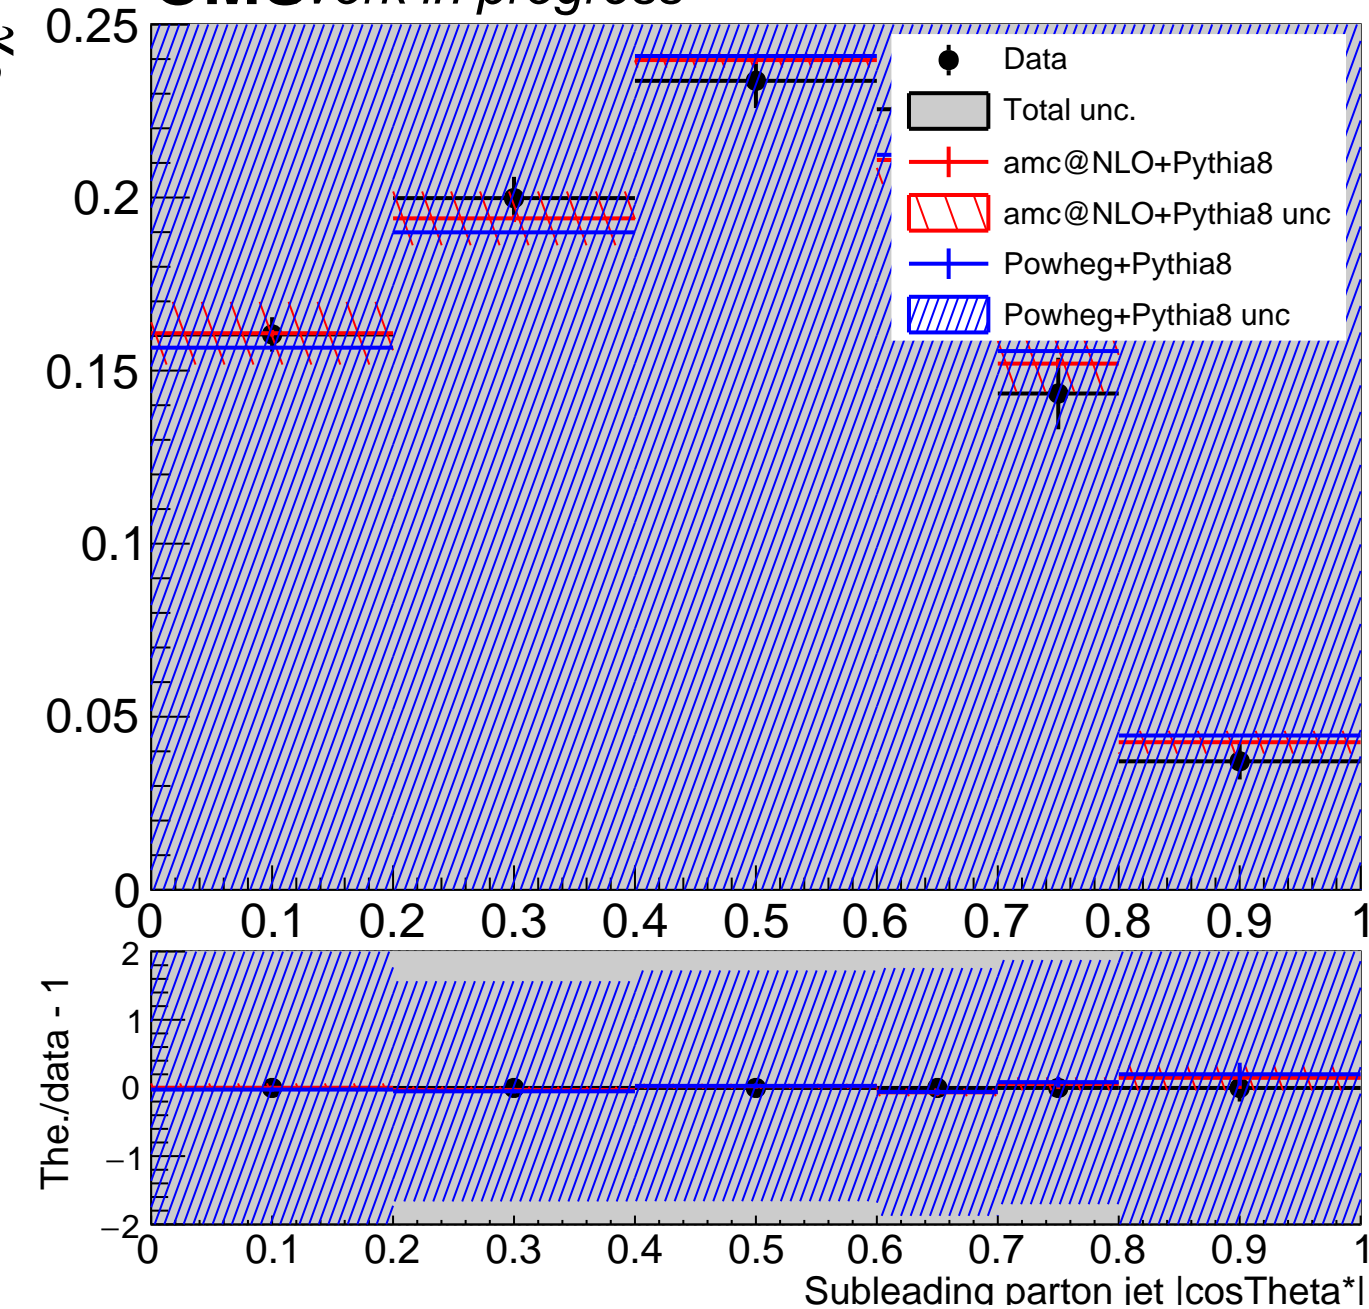 CMS Work in progress
0.25
0.2
0.15
0.1
0.05
0
0 0.1 0.2 0.3 0.4 0.5 0.6 0.7 0.8 0.9 1
Data
Total unc.
amc@NLO+Pythia8
amc@NLO+Pythia8 unc
Powheg+Pythia8
Powheg+Pythia8 unc
The./data - 1
2
1
0
−1
−2
0 0.1 0.2 0.3 0.4 0.5 0.6 0.7 0.8 0.9 1
Subleading parton jet |cosTheta*|